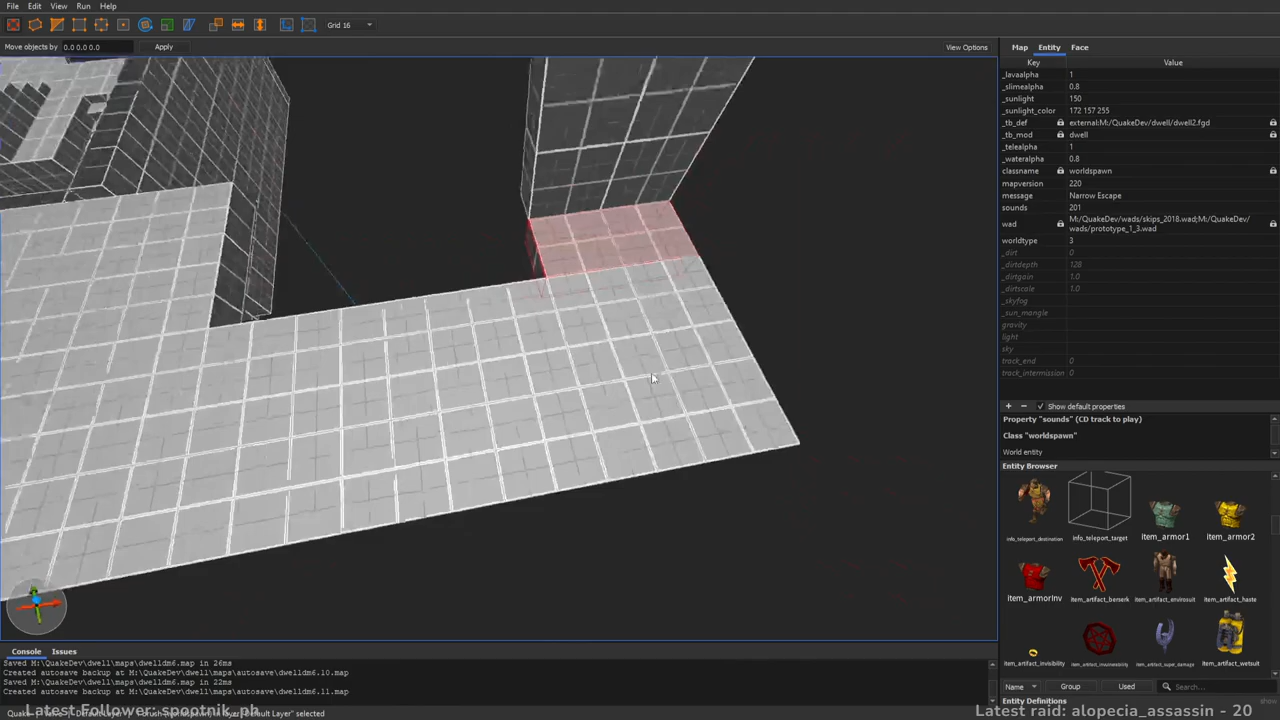 File Edit View Run Help
Grid 16
Move objects by 0.0 0.0 0.0 Apply View Options
Map Entity Face
Key Value
_lavaalpha 1
_slimealpha 0.8
_sunlight 150
_sunlight_color 172 157 255
_tb_def external:M:/QuakeDev/dwell/dwell2.fgd
_tb_mod dwell
_telealpha 1
_wateralpha 0.8
classname worldspawn
mapversion 220
message Narrow Escape
sounds 201
wad M:/QuakeDev/wads/skips_2018.wad;M:/QuakeDev/
wads/prototype_1_3.wad
worldtype 3
_dirt 0
_dirtdepth 128
_dirtgain 1.0
_dirtscale 1.0
_skyfog
_sun_mangle
gravity
light
sky
track_end 0
track_intermission 0
+ − Show default properties
Property "sounds" (CD track to play)
Class "worldspawn"
World entity
Entity Browser
info_teleport_destination info_teleport_target item_armor1 item_armor2
item_armorInv item_artifact_berserk item_artifact_envirosuit item_artifact_haste
item_artifact_invisibility item_artifact_invulnerability item_artifact_super_damage item_artifact_wetsuit
Name Group Used Search...
Entity Definitions show
Console Issues
Saved M:\QuakeDev\dwell\maps\dwelldm6.map in 26ms
Created autosave backup at M:\QuakeDev\dwell\maps\autosave\dwelldm6.10.map
Saved M:\QuakeDev\dwell\maps\dwelldm6.map in 22ms
Created autosave backup at M:\QuakeDev\dwell\maps\autosave\dwelldm6.11.map
Latest Follower: spoptnik_ph
Latest raid: alopecia_assassin - 20